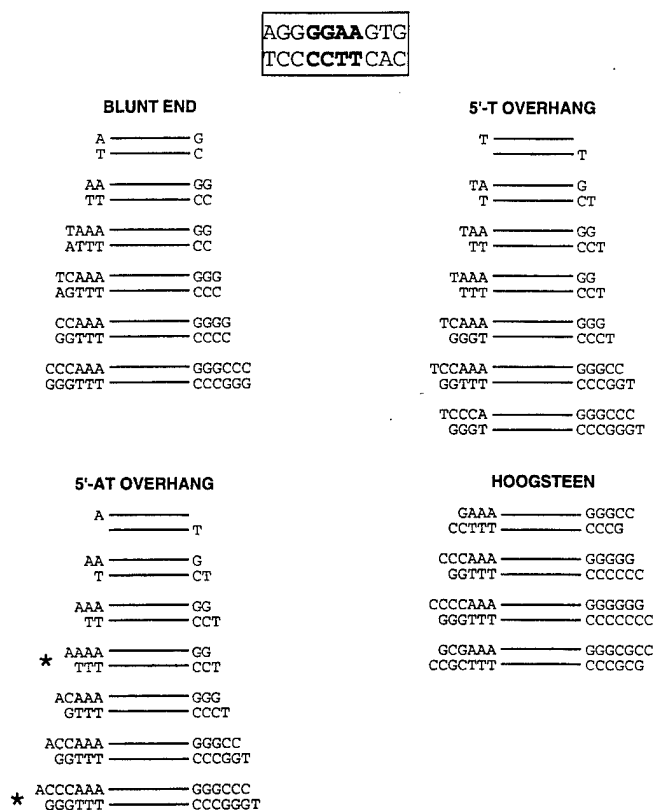 AGGGGAAGTG
TCCCCTTCAC
BLUNT END
A G
T C
AA GG
TT CC
TAAA GG
ATTT CC
TCAAA GGG
AGTTT CCC
CCAAA GGGG
GGTTT CCCC
CCCAAA GGGCCC
GGGTTT CCCGGG
5'-T OVERHANG
T
T
TA G
T CT
TAA GG
TT CCT
TAAA GG
TTT CCT
TCAAA GGG
GGGT CCCT
TCCAAA GGGCC
GGTTT CCCGGT
TCCCA GGGCCC
GGGT CCCGGGT
5'-AT OVERHANG
A
T
AA G
T CT
AAA GG
TT CCT
* AAAA GG
TTT CCT
ACAAA GGG
GTTT CCCT
ACCAAA GGGCC
GGTTT CCCGGT
* ACCCAAA GGGCCC
GGGTTT CCCGGGT
HOOGSTEEN
GAAA GGGCC
CCTTT CCCG
CCCAAA GGGGG
GGTTT CCCCCC
CCCCAAA GGGGGG
GGGTTT CCCCCCC
GCGAAA GGGCGCC
CCGCTTT CCCGCG